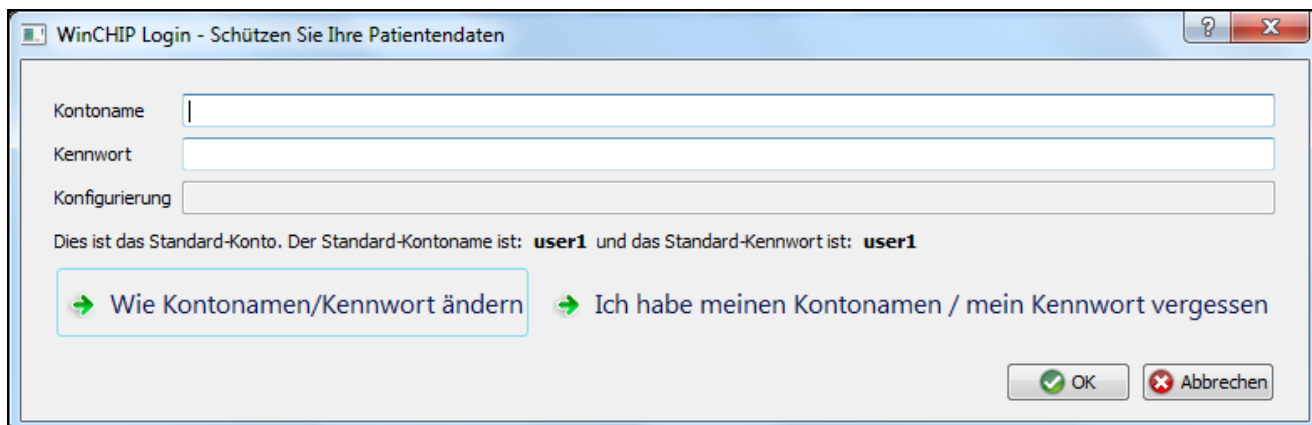 WinCHIP Login - Schützen Sie Ihre Patientendaten
Kontoname
Kennwort
Konfigurierung
Dies ist das Standard-Konto. Der Standard-Kontoname ist: user1 und das Standard-Kennwort ist: user1
Wie Kontonamen/Kennwort ändern Ich habe meinen Kontonamen / mein Kennwort vergessen
OK Abbrechen